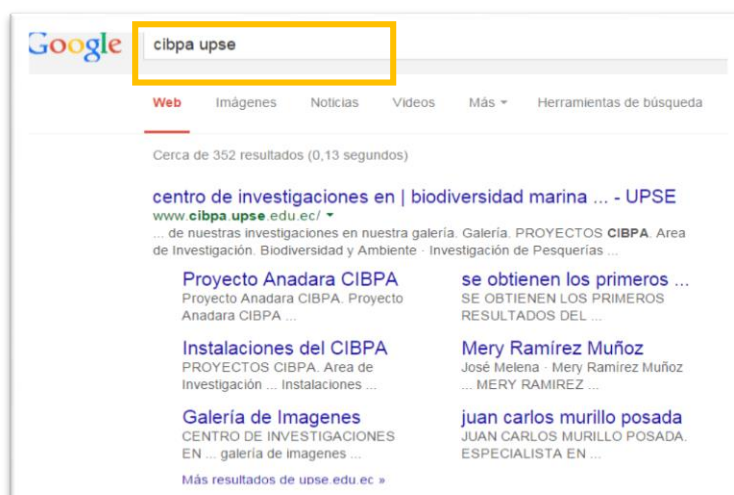 Google cibpa upse
Web Imágenes Noticias Videos Más Herramientas de búsqueda
Cerca de 352 resultados (0,13 segundos)
centro de investigaciones en | biodiversidad marina ... - UPSE
www.cibpa.upse.edu.ec/
... de nuestras investigaciones en nuestra galería. Galería. PROYECTOS CIBPA. Area
de Investigación. Biodiversidad y Ambiente · Investigación de Pesquerías ...
Proyecto Anadara CIBPA
Proyecto Anadara CIBPA. Proyecto
Anadara CIBPA ...
se obtienen los primeros ...
SE OBTIENEN LOS PRIMEROS
RESULTADOS DEL ...
Instalaciones del CIBPA
PROYECTOS CIBPA. Area de
Investigación ... Instalaciones ...
Mery Ramírez Muñoz
José Melena · Mery Ramírez Muñoz
... MERY RAMIREZ ...
Galería de Imagenes
CENTRO DE INVESTIGACIONES
EN ... galería de imagenes ...
juan carlos murillo posada
JUAN CARLOS MURILLO POSADA.
ESPECIALISTA EN ...
Más resultados de upse.edu.ec »